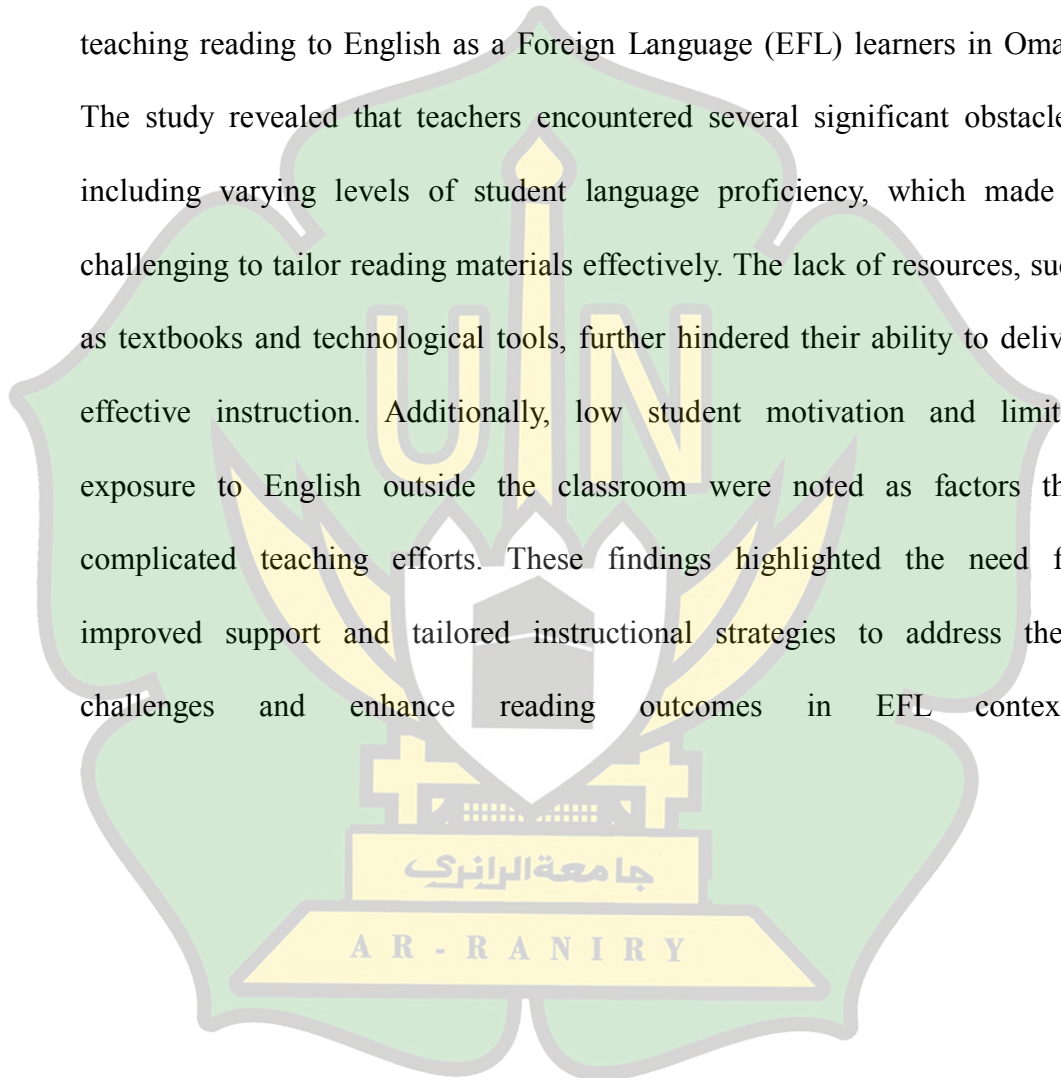 teaching reading to English as a Foreign Language (EFL) learners in Oma
The study revealed that teachers encountered several significant obstacle
including varying levels of student language proficiency, which made
challenging to tailor reading materials effectively. The lack of resources, suc
as textbooks and technological tools, further hindered their ability to deliv
effective instruction. Additionally, low student motivation and limit
exposure to English outside the classroom were noted as factors th
complicated teaching efforts. These findings highlighted the need f
improved support and tailored instructional strategies to address the
challenges and enhance reading outcomes in EFL contex
UIN
جامعة الرانري
AR-RANIRY